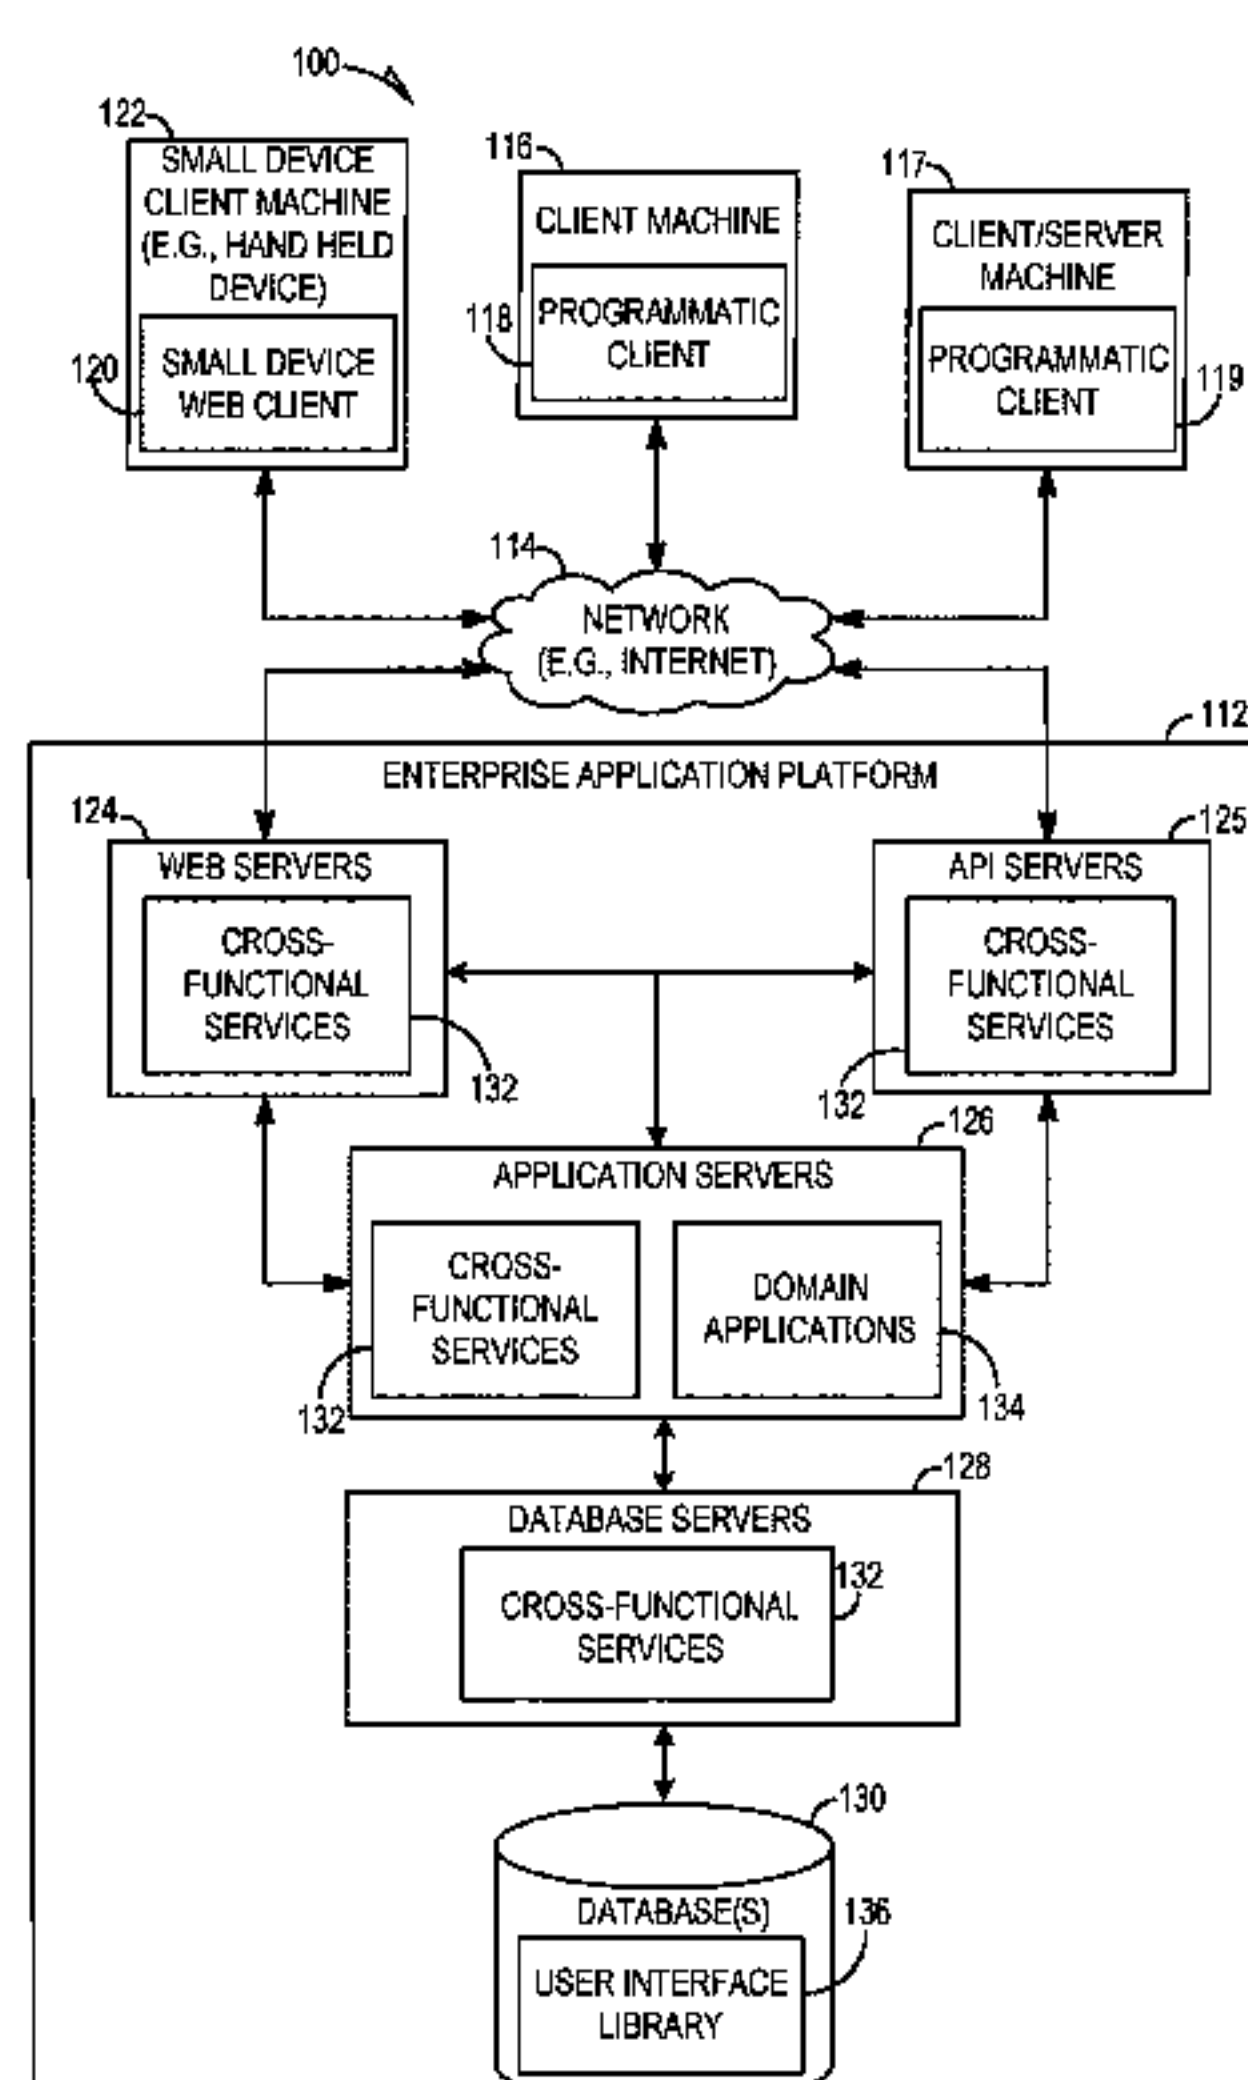 100
122
SMALL DEVICE
CLIENT MACHINE
(E.G., HAND HELD
DEVICE)
120
SMALL DEVICE
WEB CLIENT
116
CLIENT MACHINE
118
PROGRAMMATIC
CLIENT
117
CLIENT/SERVER
MACHINE
PROGRAMMATIC
CLIENT
119
114
NETWORK
(E.G., INTERNET)
112
ENTERPRISE APPLICATION PLATFORM
124
WEB SERVERS
CROSS-
FUNCTIONAL
SERVICES
132
125
API SERVERS
CROSS-
FUNCTIONAL
SERVICES
132
126
APPLICATION SERVERS
CROSS-
FUNCTIONAL
SERVICES
132
DOMAIN
APPLICATIONS
134
128
DATABASE SERVERS
132
CROSS-FUNCTIONAL
SERVICES
130
DATABASE(S)
136
USER INTERFACE
LIBRARY